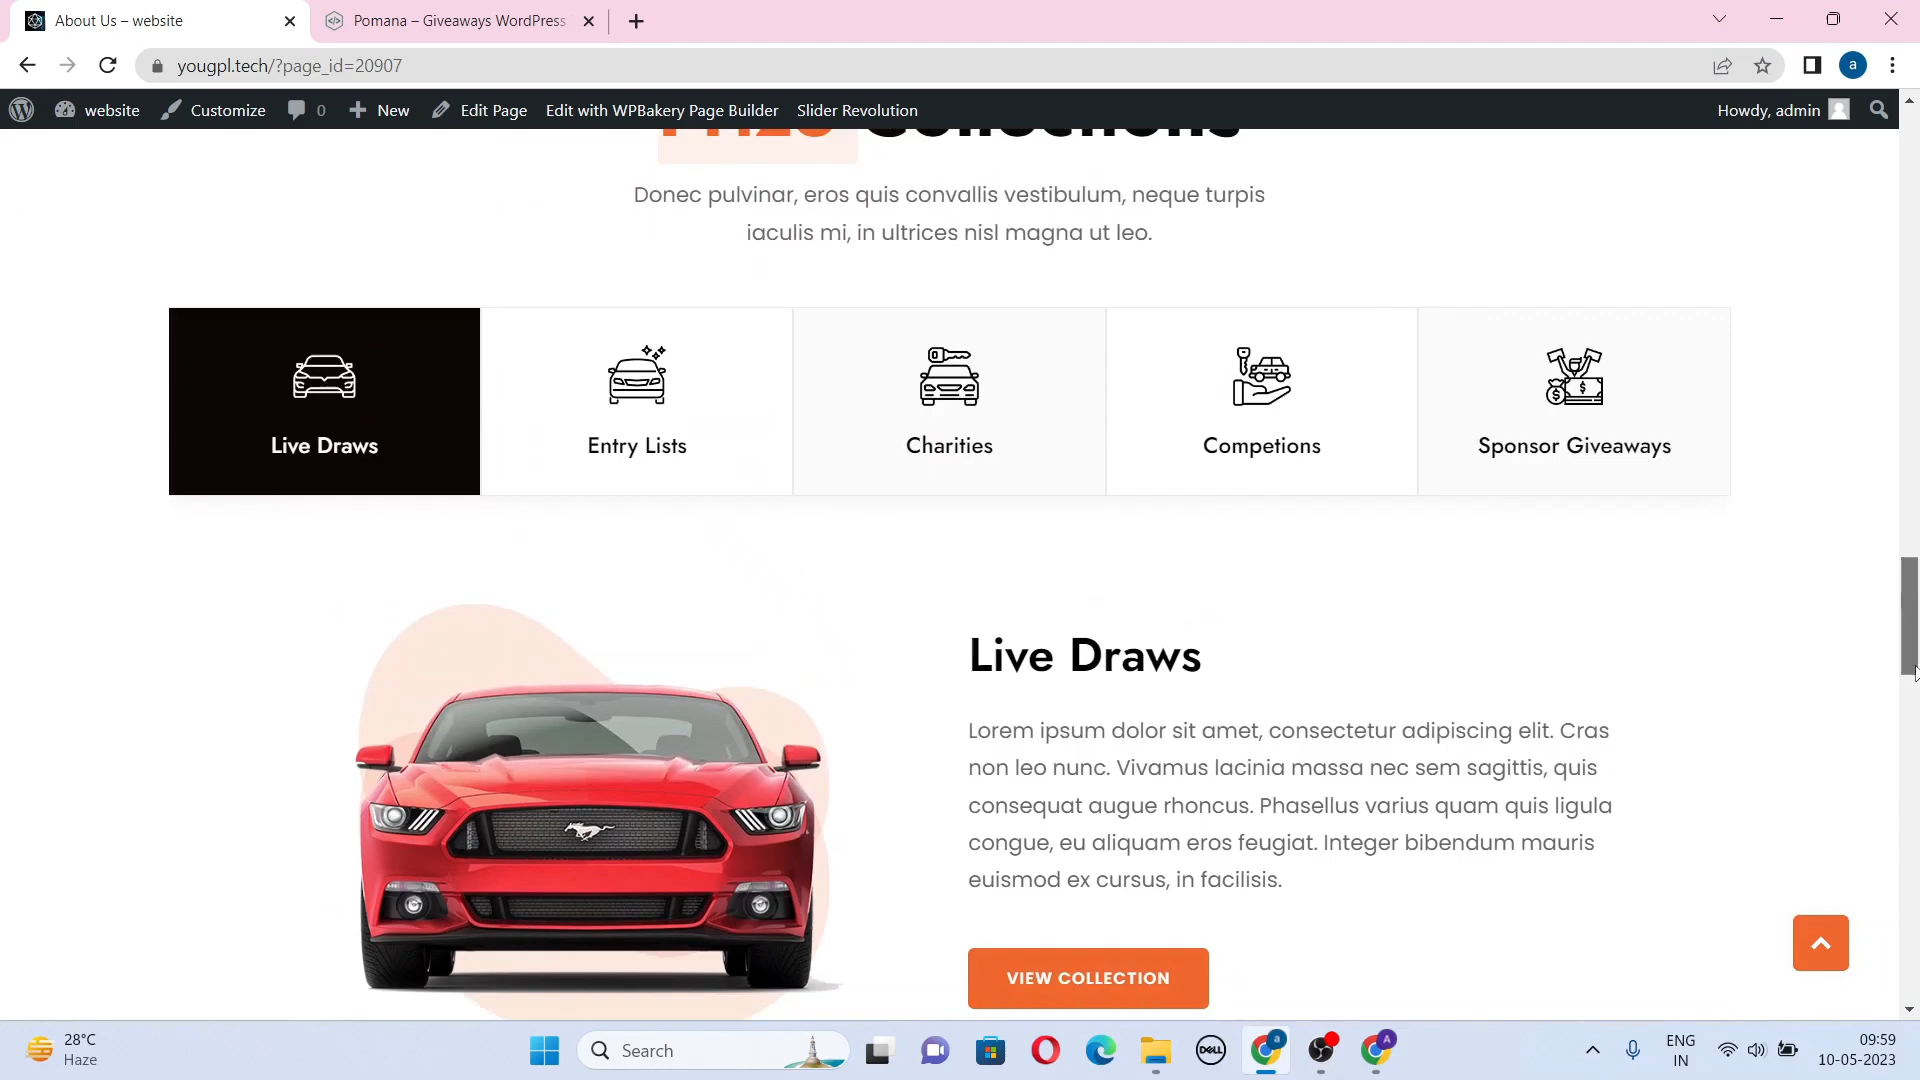 About Us – website
Pomana – Giveaways WordPress
yougpl.tech/?page_id=20907
a
website
Customize
0
New
Edit Page
Edit with WPBakery Page Builder
Slider Revolution
Howdy, admin
Prize Collections
Donec pulvinar, eros quis convallis vestibulum, neque turpis
iaculis mi, in ultrices nisl magna ut leo.
Live Draws
Entry Lists
Charities
Competions
Sponsor Giveaways
Live Draws
Lorem ipsum dolor sit amet, consectetur adipiscing elit. Cras
non leo nunc. Vivamus lacinia massa nec sem sagittis, quis
consequat augue rhoncus. Phasellus varius quam quis ligula
congue, eu aliquam eros feugiat. Integer bibendum mauris
euismod ex cursus, in facilisis.
VIEW COLLECTION
28°C
Haze
Search
DELL
a
A
ENG
IN
09:59
10-05-2023